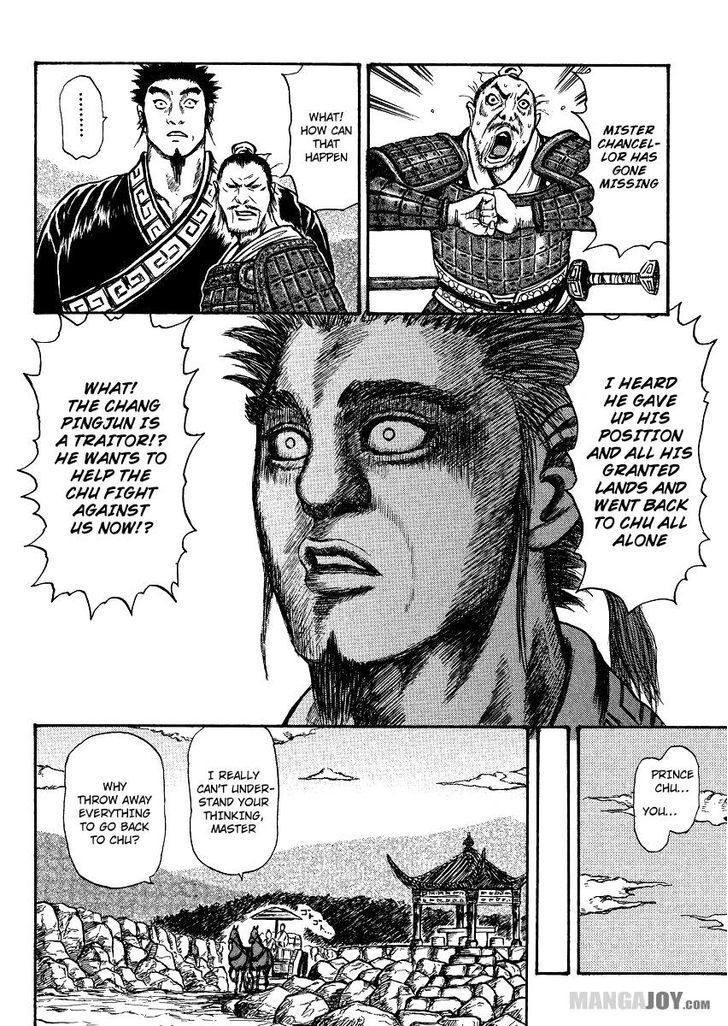 MISTER
CHANCEL-
LOR HAS
GONE
MISSING
WHAT!
HOW CAN
THAT
HAPPEN
.........
I HEARD
HE GAVE
UP HIS
POSITION
AND ALL HIS
GRANTED
LANDS AND
WENT BACK
TO CHU ALL
ALONE
WHAT!
THE CHANG
PINGJUN IS
A TRAITOR!?
HE WANTS TO
HELP THE
CHU FIGHT
AGAINST
US NOW!?
PRINCE
CHU...
YOU...
I REALLY
CAN'T UNDER-
STAND YOUR
THINKING,
MASTER
WHY
THROW AWAY
EVERYTHING
TO GO BACK
TO CHU?
MANGAJOY.COM